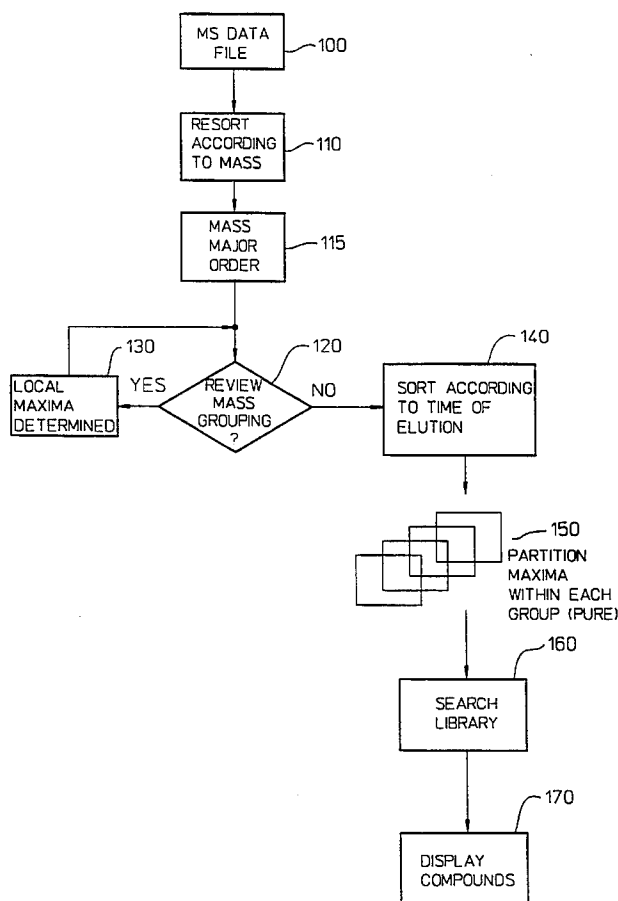 MS DATA
FILE
100
RESORT
ACCORDING
TO MASS
110
MASS
MAJOR
ORDER
115
130
120
140
LOCAL
MAXIMA
DETERMINED
YES
REVIEW
MASS
GROUPING
?
NO
SORT ACCORDING
TO TIME OF
ELUTION
150
PARTITION
MAXIMA
WITHIN EACH
GROUP (PURE)
160
SEARCH
LIBRARY
170
DISPLAY
COMPOUNDS